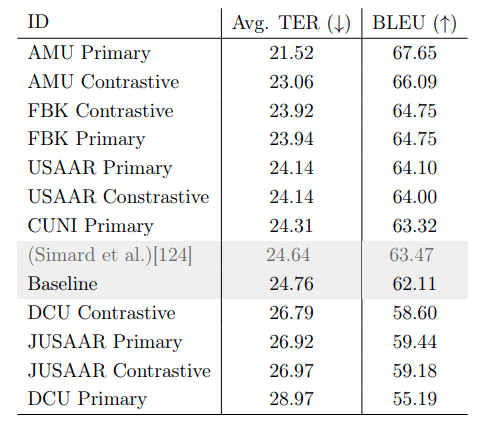 ID Avg. TER (↓) BLEU (↑)
AMU Primary 21.52 67.65
AMU Contrastive 23.06 66.09
FBK Contrastive 23.92 64.75
FBK Primary 23.94 64.75
USAAR Primary 24.14 64.10
USAAR Constrastive 24.14 64.00
CUNI Primary 24.31 63.32
(Simard et al.)[124] 24.64 63.47
Baseline 24.76 62.11
DCU Contrastive 26.79 58.60
JUSAAR Primary 26.92 59.44
JUSAAR Contrastive 26.97 59.18
DCU Primary 28.97 55.19